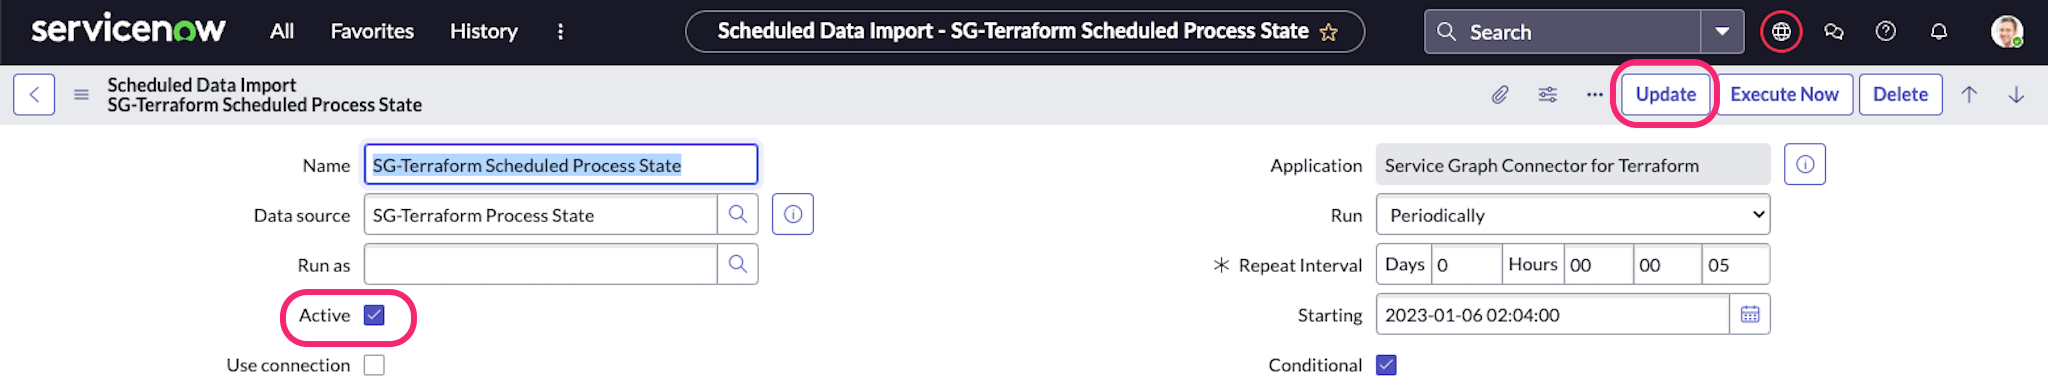 servicenow All Favorites History Scheduled Data Import - SG-Terraform Scheduled Process State Search
Scheduled Data Import
SG-Terraform Scheduled Process State
Update Execute Now Delete
Name SG-Terraform Scheduled Process State
Application Service Graph Connector for Terraform
Data source SG-Terraform Process State
Run Periodically
Run as
Repeat Interval Days 0 Hours 00 00 05
Active
Starting 2023-01-06 02:04:00
Use connection
Conditional